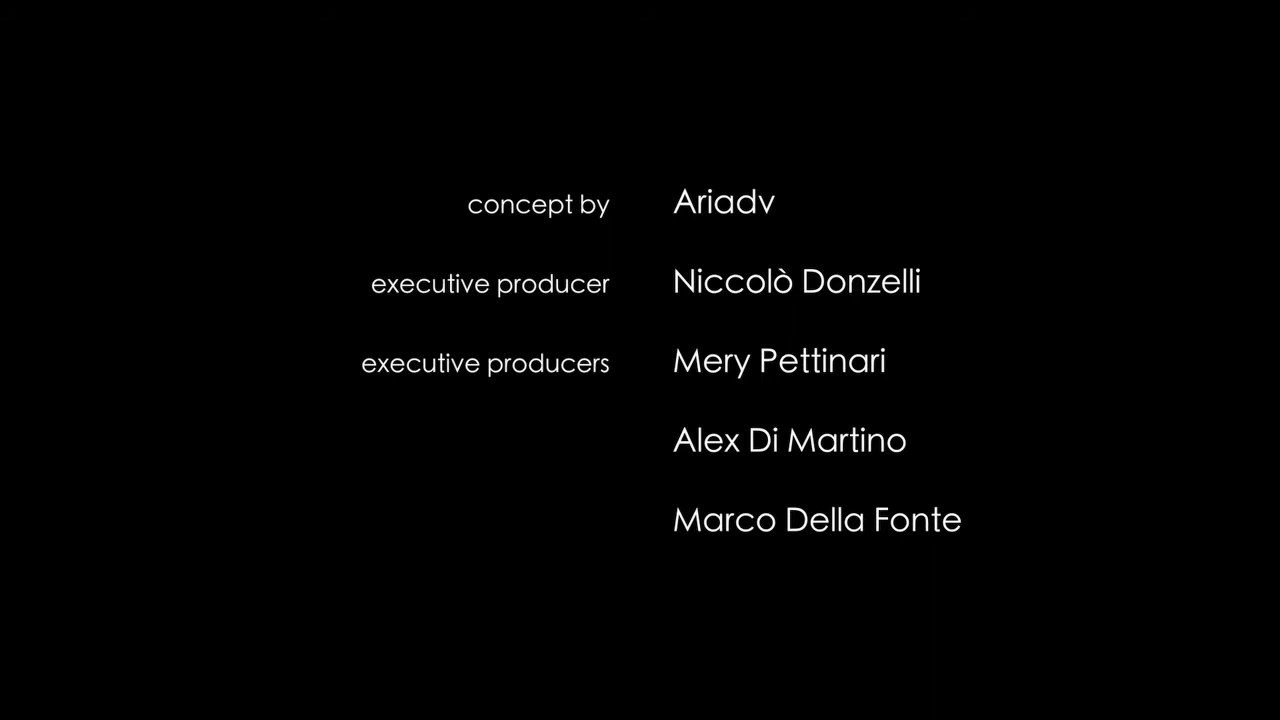 concept by Ariadv
executive producer Niccolò Donzelli
executive producers Mery Pettinari
Alex Di Martino
Marco Della Fonte